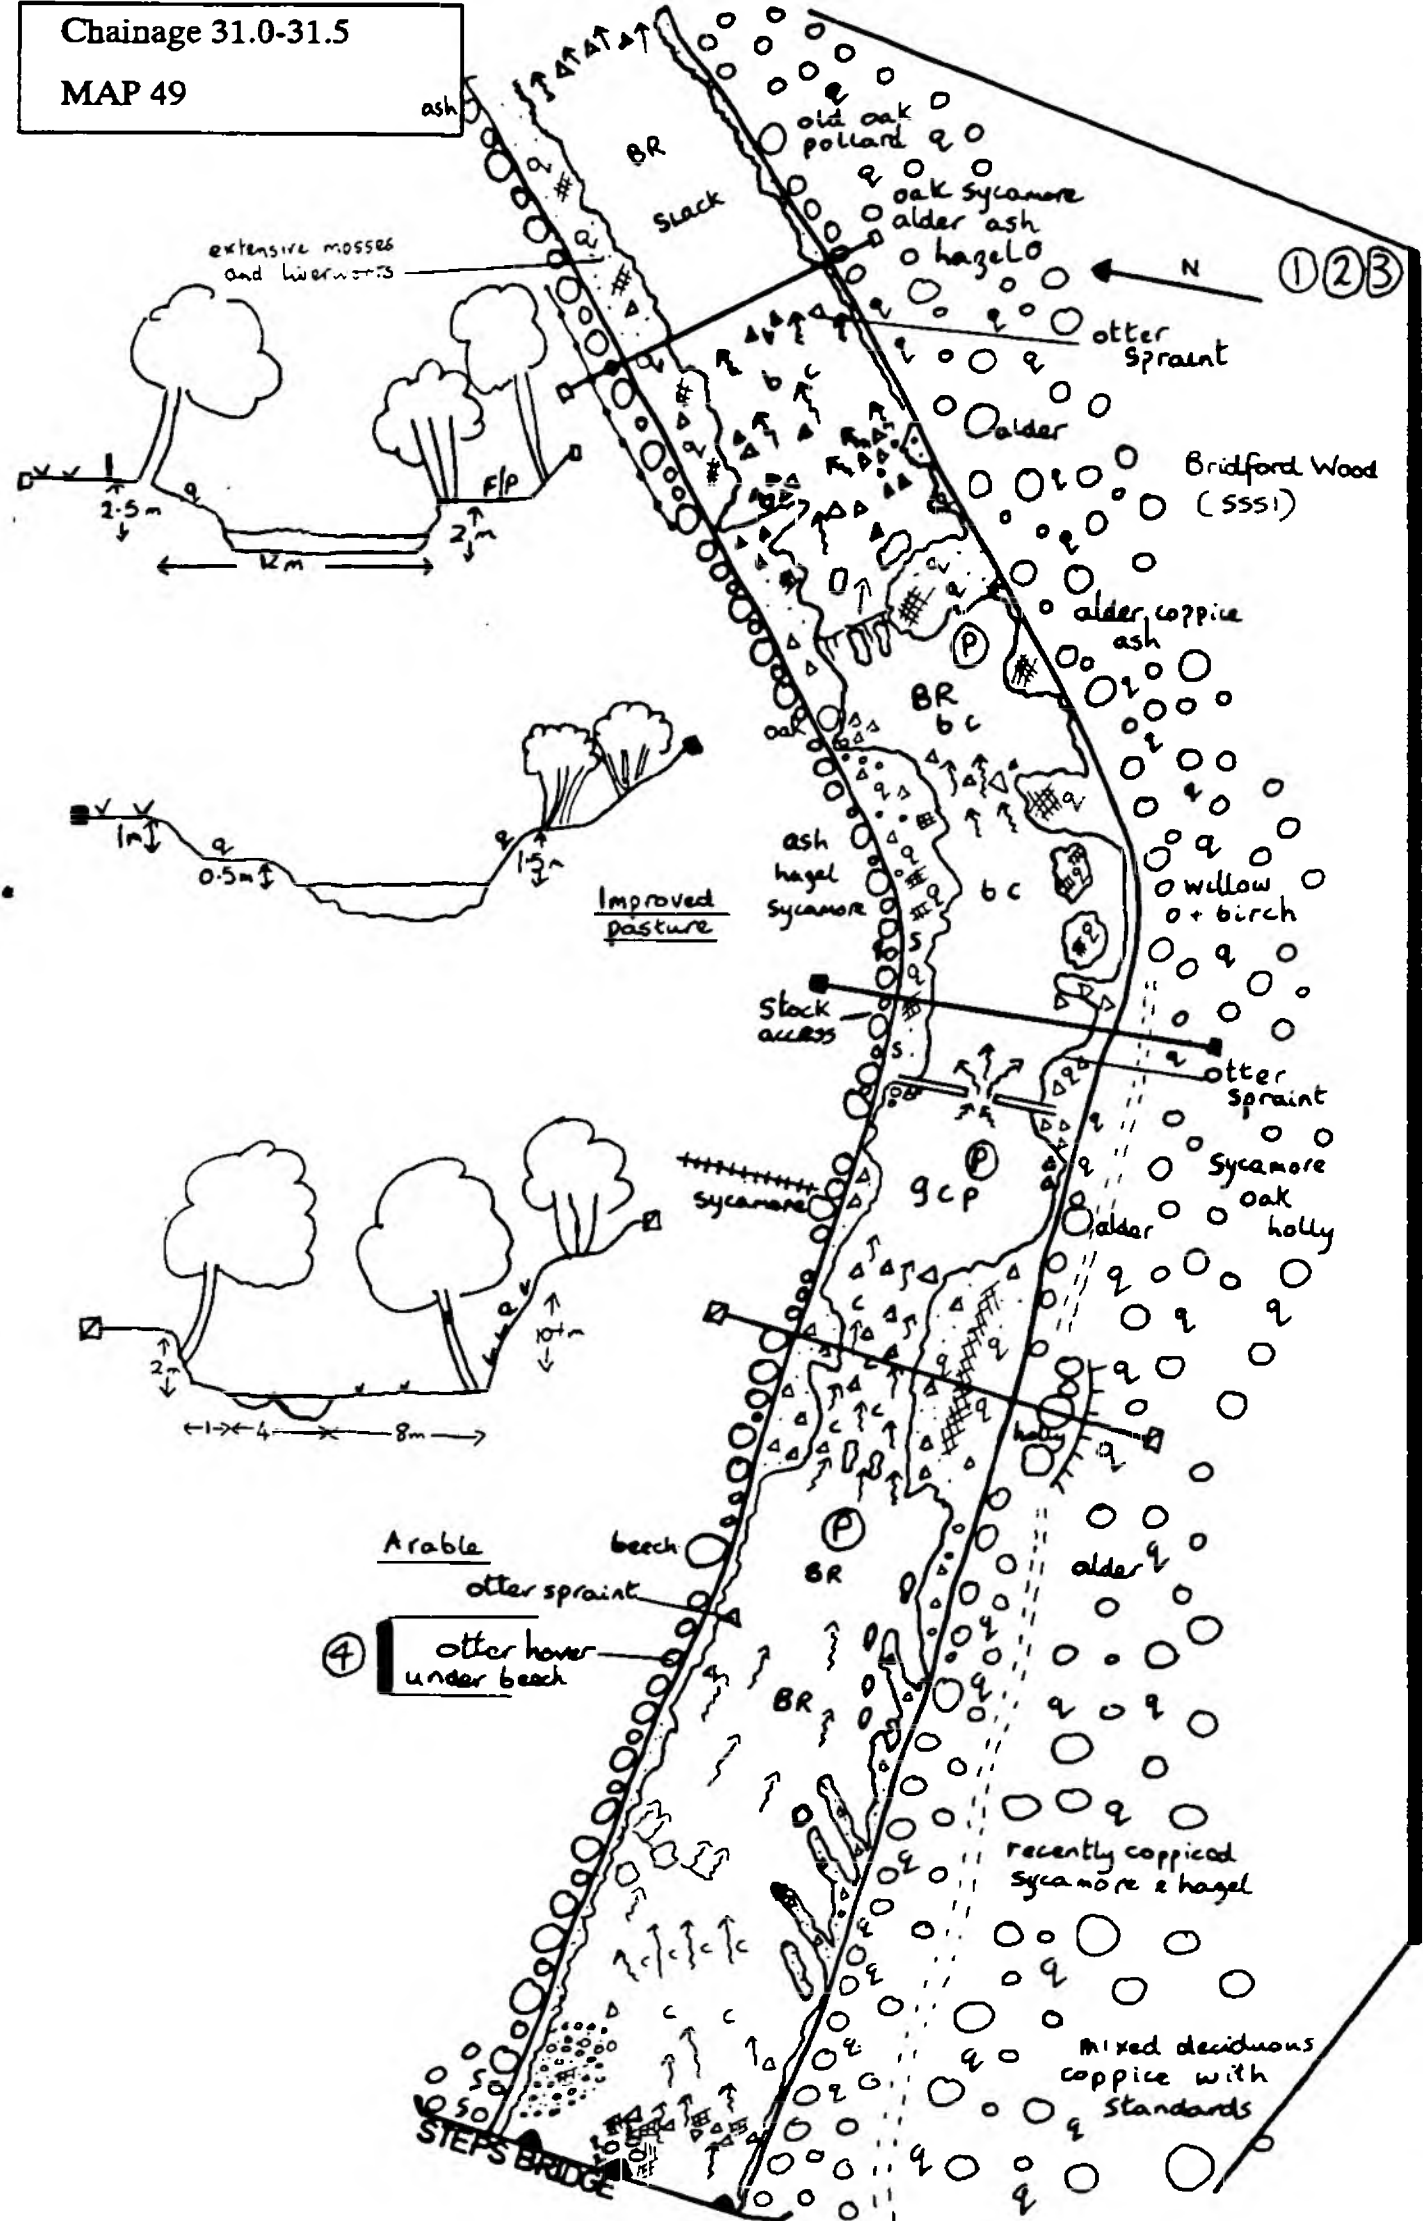 Chainage 31.0-31.5
MAP 49
ash
BR
SLACK
old oak
pollard
oak sycamore
alder ash
hazel
extensive mosses
and liverworts
N
1 2 3
otter
spraint
b c
alder
Bridford Wood
(SSSI)
2.5m
F/P
2m
12m
alder coppice
ash
P
BR
b c
oak
1m
0.5m
1.5m
Improved
pasture
ash
hazel
sycamore
b c
willow
+ birch
Stock
access
otter
spraint
P
g c p
sycamore
alder
Sycamore
oak
holly
2m
10+m
1
4
8m
holly
Arable
beech
P
BR
alder
otter spraint
4
otter hover
under beech
BR
recently coppiced
sycamore & hazel
mixed deciduous
coppice with
standards
STEPS BRIDGE